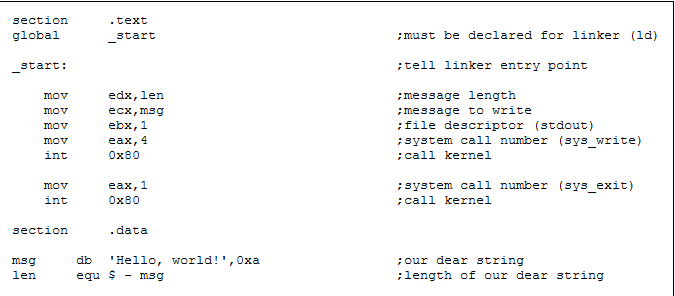 section     .text
global      _start                              ;must be declared for linker (ld)
_start:                                         ;tell linker entry point
    mov     edx,len                             ;message length
    mov     ecx,msg                             ;message to write
    mov     ebx,1                               ;file descriptor (stdout)
    mov     eax,4                               ;system call number (sys_write)
    int     0x80                                ;call kernel
    mov     eax,1                               ;system call number (sys_exit)
    int     0x80                                ;call kernel
section     .data
msg     db  'Hello, world!',0xa                 ;our dear string
len     equ $ - msg                             ;length of our dear string